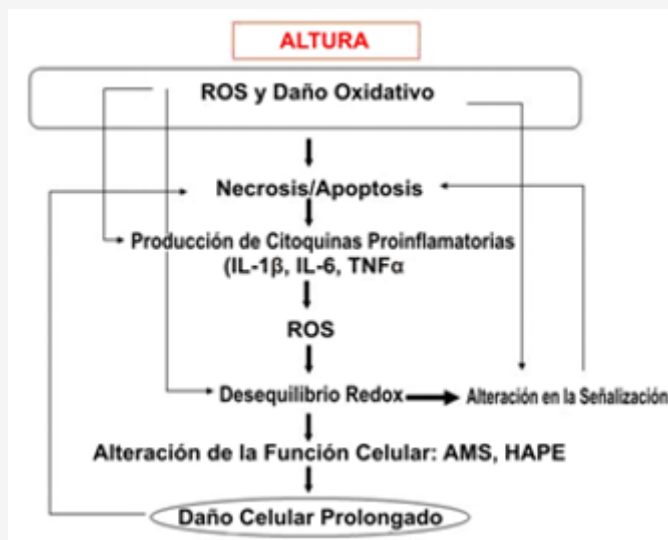 ALTURA
ROS y Daño Oxidativo
Necrosis/Apoptosis
Producción de Citoquinas Proinflamatorias
(IL-1β, IL-6, TNFα
ROS
Desequilibrio Redox
Alteración en la Señalización
Alteración de la Función Celular: AMS, HAPE
Daño Celular Prolongado